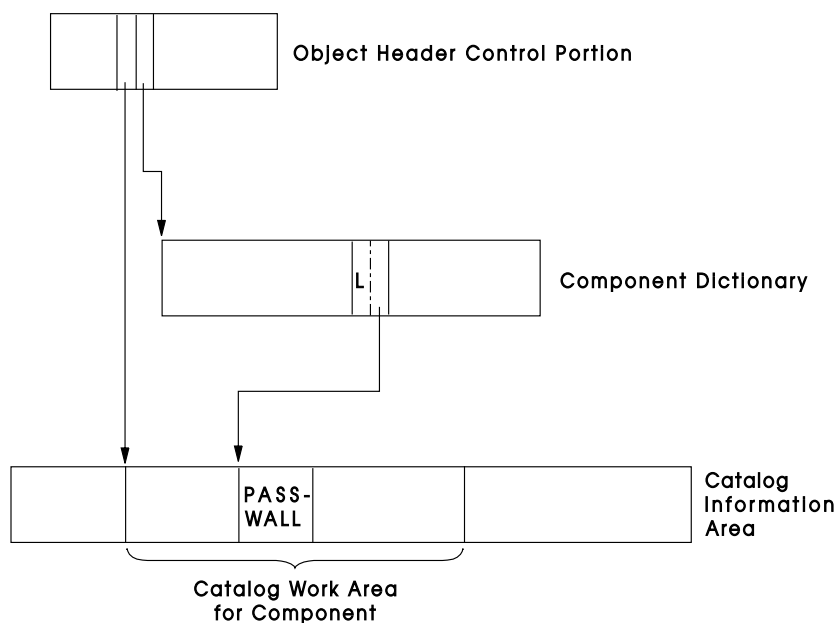 Object Header Control Portion
L
Component Dictionary
PASS-
WALL
Catalog
Information
Area
Catalog Work Area
for Component